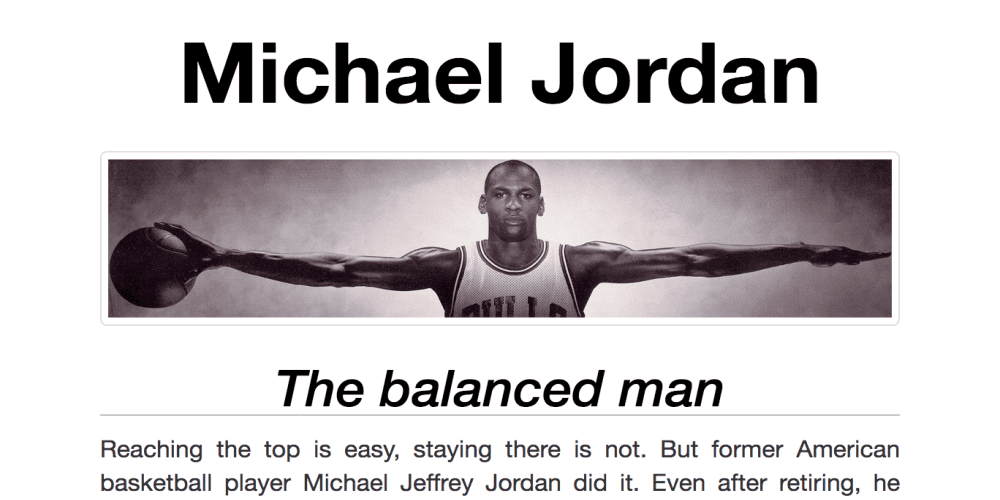 Michael Jordan
BULLS
The balanced man
Reaching the top is easy, staying there is not. But former American
basketball player Michael Jeffrey Jordan did it. Even after retiring, he